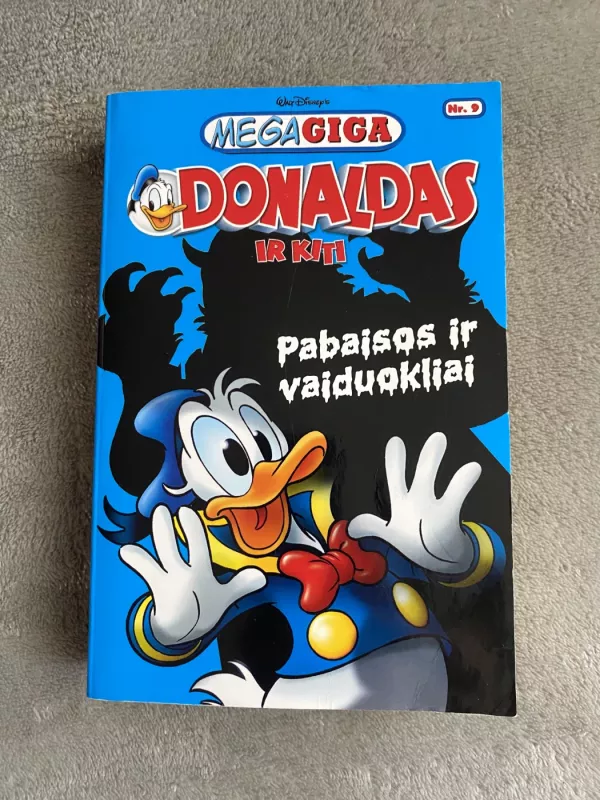 Walt Disney's
Nr. 9
MEGAGIGA
DONALDAS
IR KITI
Pabaisos ir
vaiduokliai